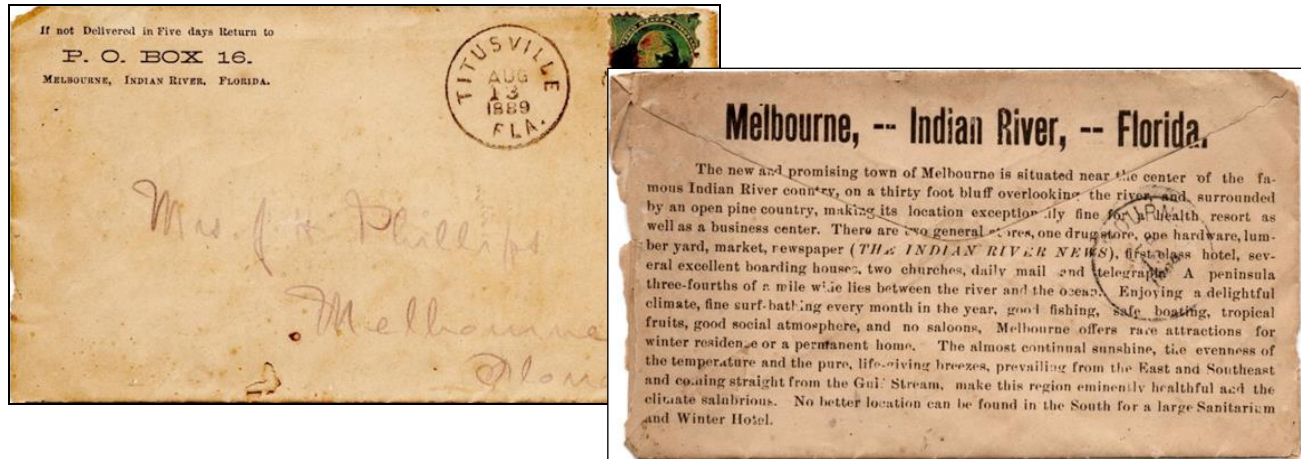 If not Delivered in Five days Return to
P. O. BOX 16.
MELBOURNE, INDIAN RIVER, FLORIDA.
TITUSVILLE
AUG
13
1889
FLA.
Mrs. J H Phillips
Melbourne
Melbourne, -- Indian River, -- Florida.
The new and promising town of Melbourne is situated near the center of the fa-
mous Indian River country, on a thirty foot bluff overlooking the river, and surrounded
by an open pine country, making its location exceptionally fine for a health resort as
well as a business center. There are two general stores, one drug store, one hardware, lum-
ber yard, market, newspaper (THE INDIAN RIVER NEWS), first class hotel, sev-
eral excellent boarding houses, two churches, daily mail and telegraph. A peninsula
three-fourths of a mile wide lies between the river and the ocean. Enjoying a delightful
climate, fine surf-bathing every month in the year, good fishing, safe boating, tropical
fruits, good social atmosphere, and no saloons, Melbourne offers rare attractions for
winter residence or a permanent home. The almost continual sunshine, the evenness of
the temperature and the pure, life-giving breezes, prevailing from the East and Southeast
and coming straight from the Gulf Stream, make this region eminently healthful and the
climate salubrious. No better location can be found in the South for a large Sanitarium
and Winter Hotel.